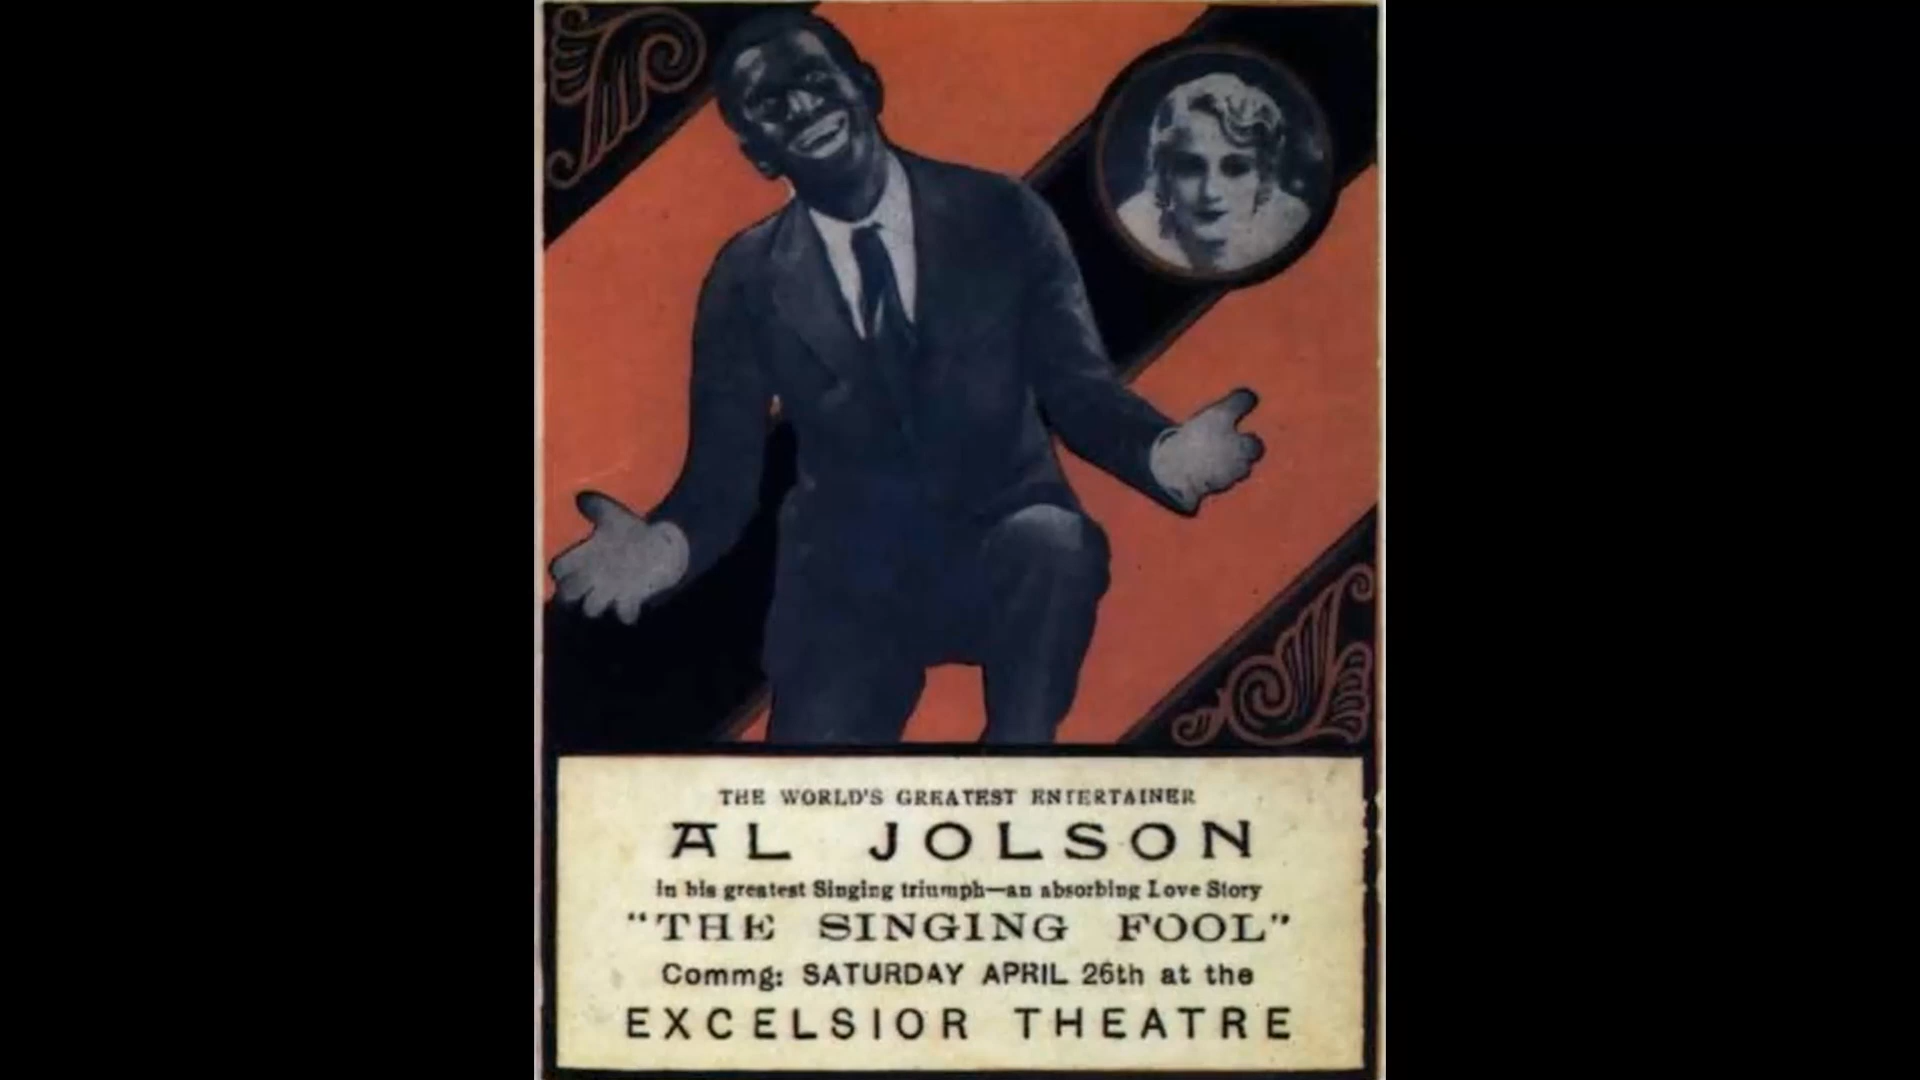 THE WORLD'S GREATEST ENTERTAINER
AL JOLSON
in his greatest Singing triumph—an absorbing Love Story
"THE SINGING FOOL"
Commg: SATURDAY APRIL 26th at the
EXCELSIOR THEATRE